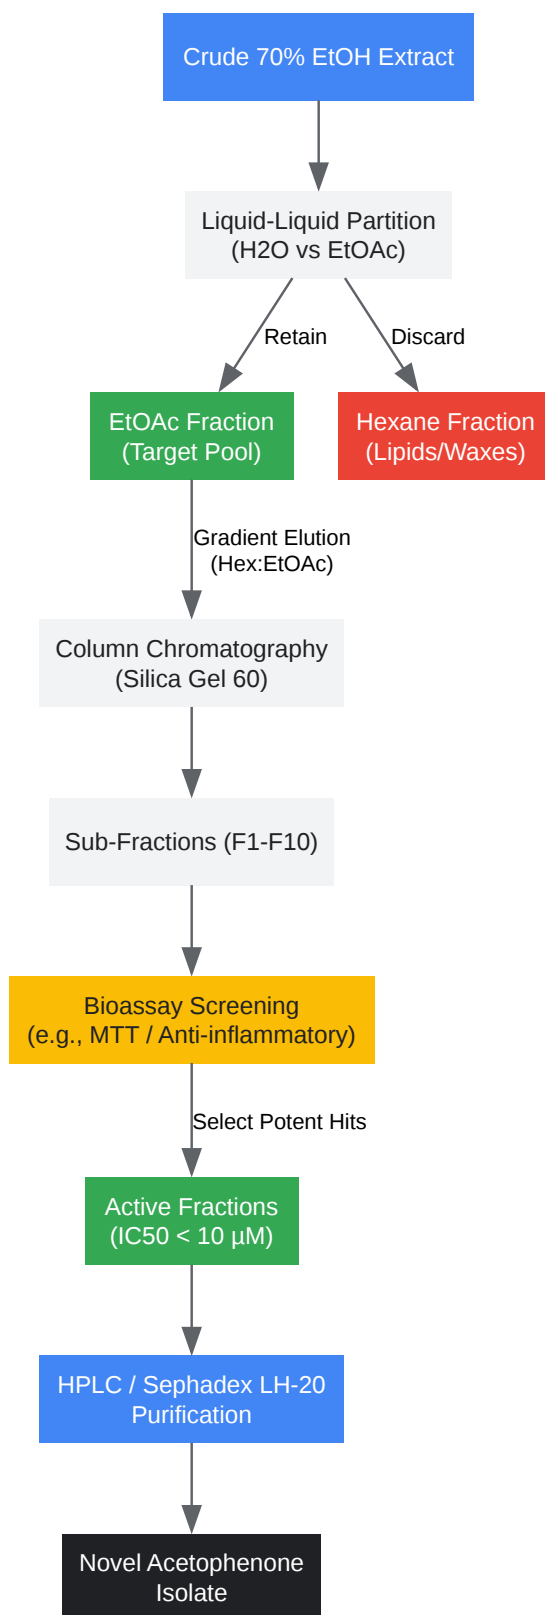 Crude 70% EtOH Extract
Liquid-Liquid Partition
(H2O vs EtOAc)
Retain
Discard
EtOAc Fraction
(Target Pool)
Hexane Fraction
(Lipids/Waxes)
Gradient Elution
(Hex:EtOAc)
Column Chromatography
(Silica Gel 60)
Sub-Fractions (F1-F10)
Bioassay Screening
(e.g., MTT / Anti-inflammatory)
Select Potent Hits
Active Fractions
(IC50 < 10 µM)
HPLC / Sephadex LH-20
Purification
Novel Acetophenone
Isolate